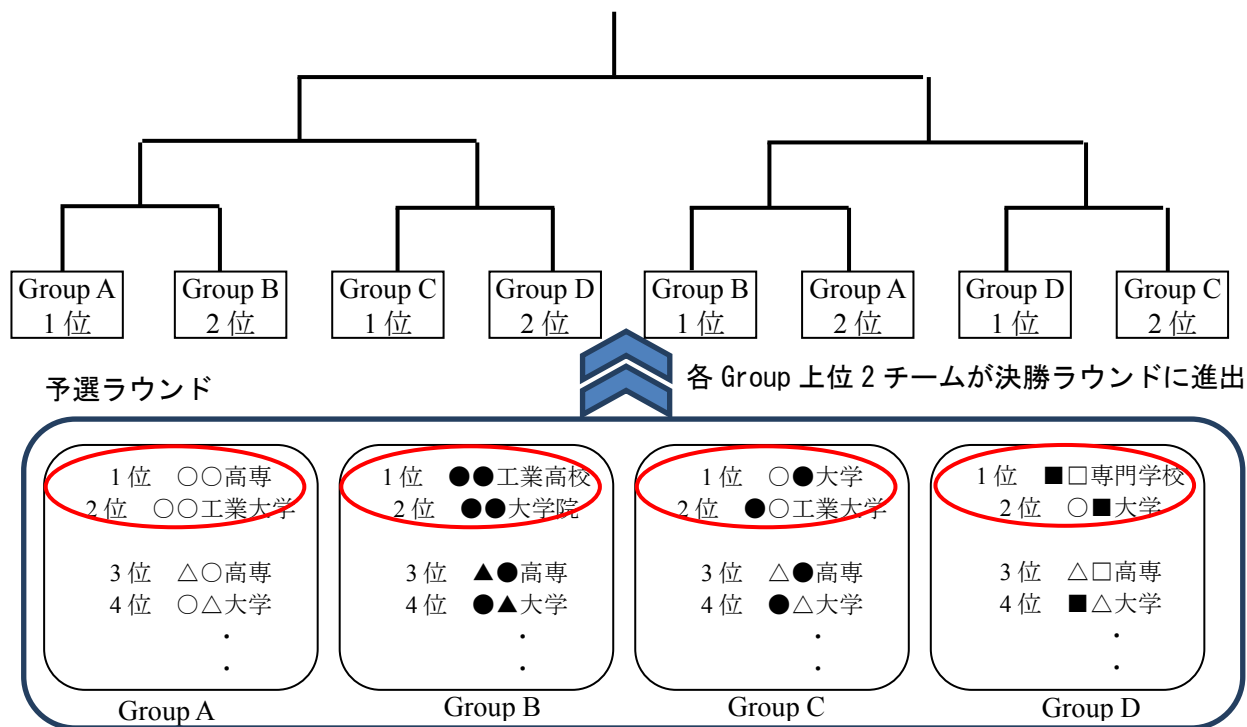 Group A
1 位
Group B
2 位
Group C
1 位
Group D
2 位
Group B
1 位
Group A
2 位
Group D
1 位
Group C
2 位
予選ラウンド
各 Group 上位 2 チームが決勝ラウンドに進出
1 位 ○○高専
2 位 ○○工業大学
3 位 △○高専
4 位 ○△大学
・
・
Group A
1 位 ●●工業高校
2 位 ●●大学院
3 位 ▲●高専
4 位 ●▲大学
・
・
Group B
1 位 ○●大学
2 位 ●○工業大学
3 位 △●高専
4 位 ●△大学
・
・
Group C
1 位 ■□専門学校
2 位 ○■大学
3 位 △□高専
4 位 ■△大学
・
・
Group D